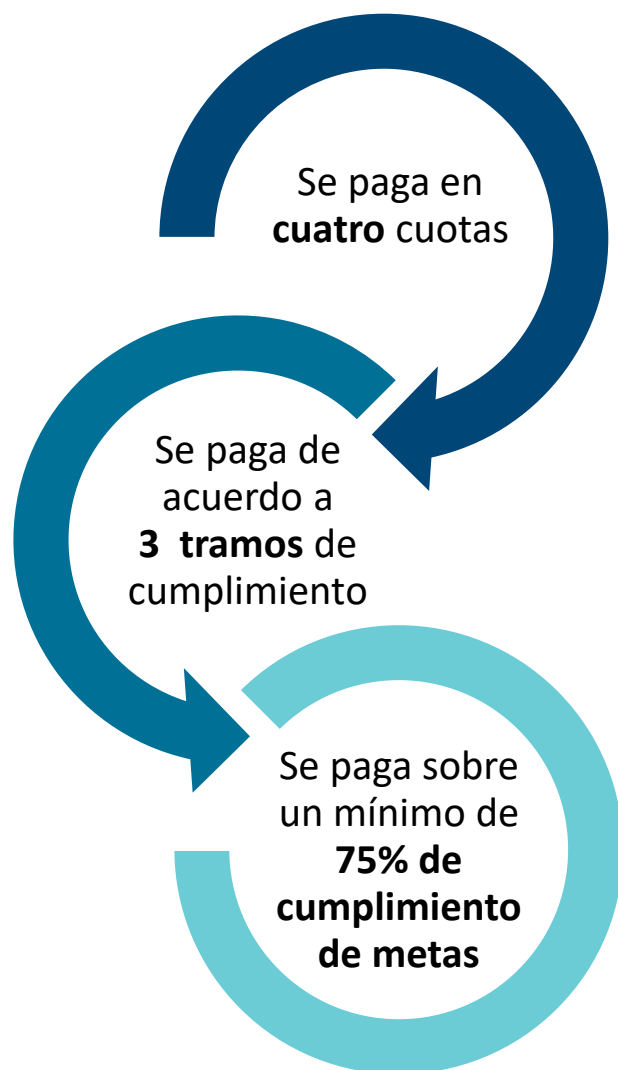 Se paga en
cuatro cuotas
Se paga de
acuerdo a
3  tramos de
cumplimiento
Se paga sobre
un mínimo de
75% de
cumplimiento
de metas